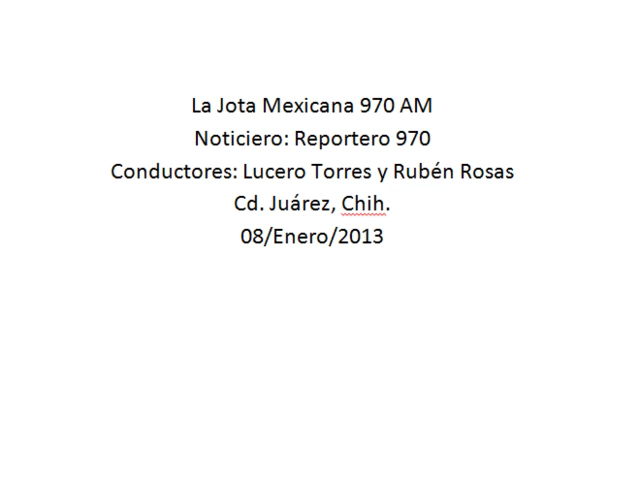 La Jota Mexicana 970 AM
Noticiero: Reportero 970
Conductores: Lucero Torres y Rubén Rosas
Cd. Juárez, Chih.
08/Enero/2013